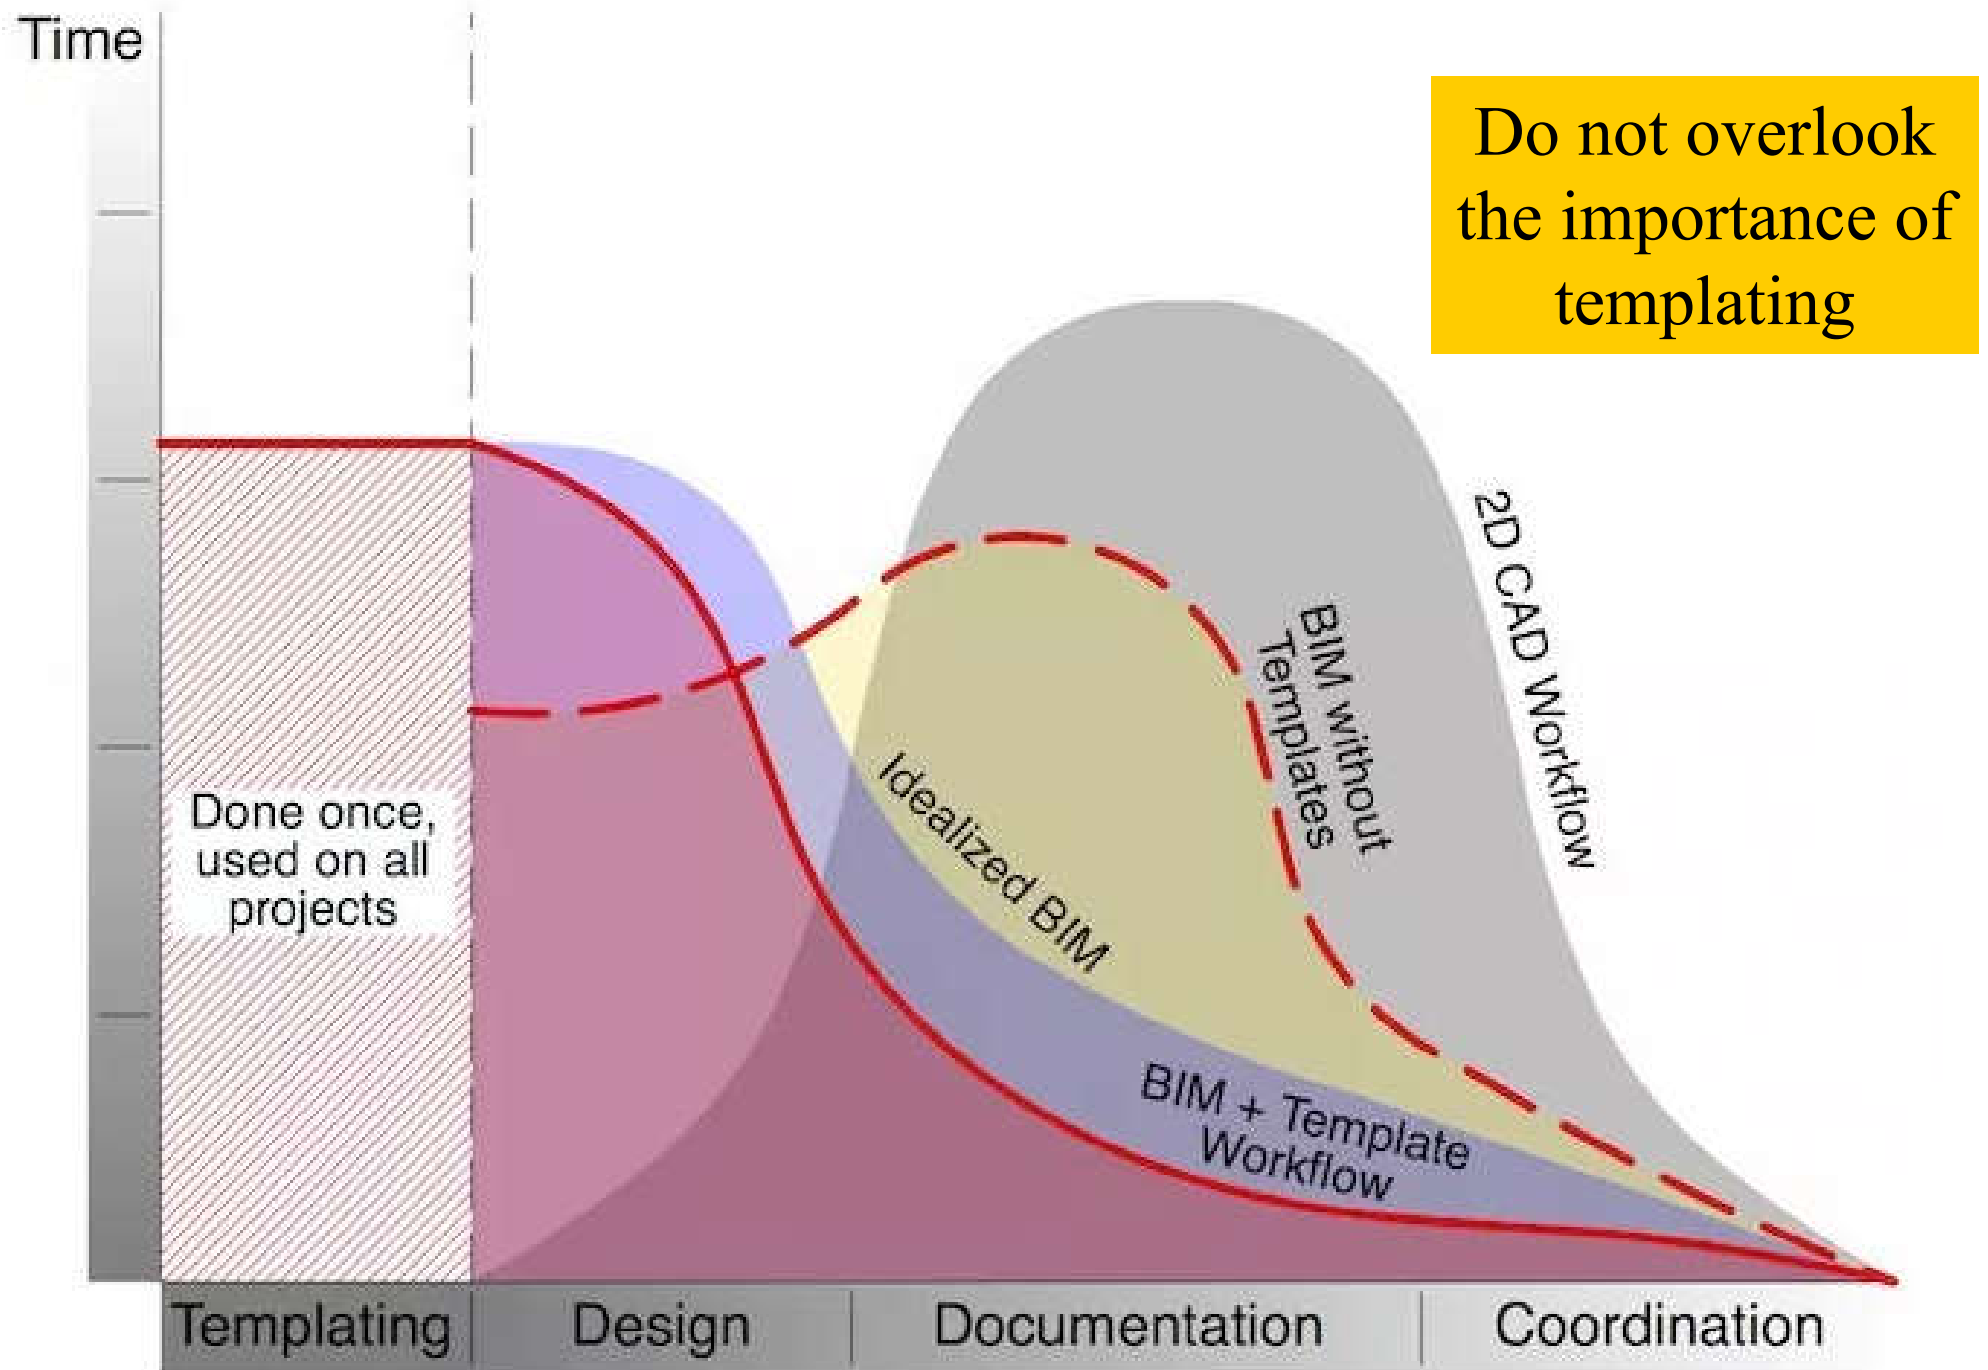 Time
Do not overlook
the importance of
templating
2D CAD Workflow
BIM without
Templates
Idealized BIM
Done once,
used on all
projects
BIM + Template
Workflow
Templating
Design
Documentation
Coordination